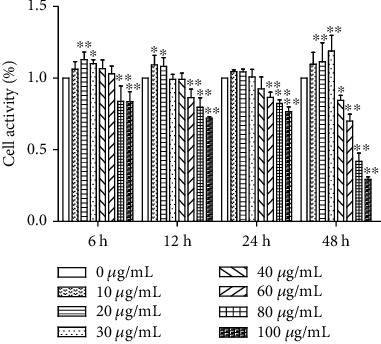 Cell activity (%)
1.5
1.0
0.5
0.0
** * * * ** ** ** ** ** ** ** ** ** ** ** * * ** **
6 h 12 h 24 h 48 h
0 μg/mL
10 μg/mL
20 μg/mL
30 μg/mL
40 μg/mL
60 μg/mL
80 μg/mL
100 μg/mL